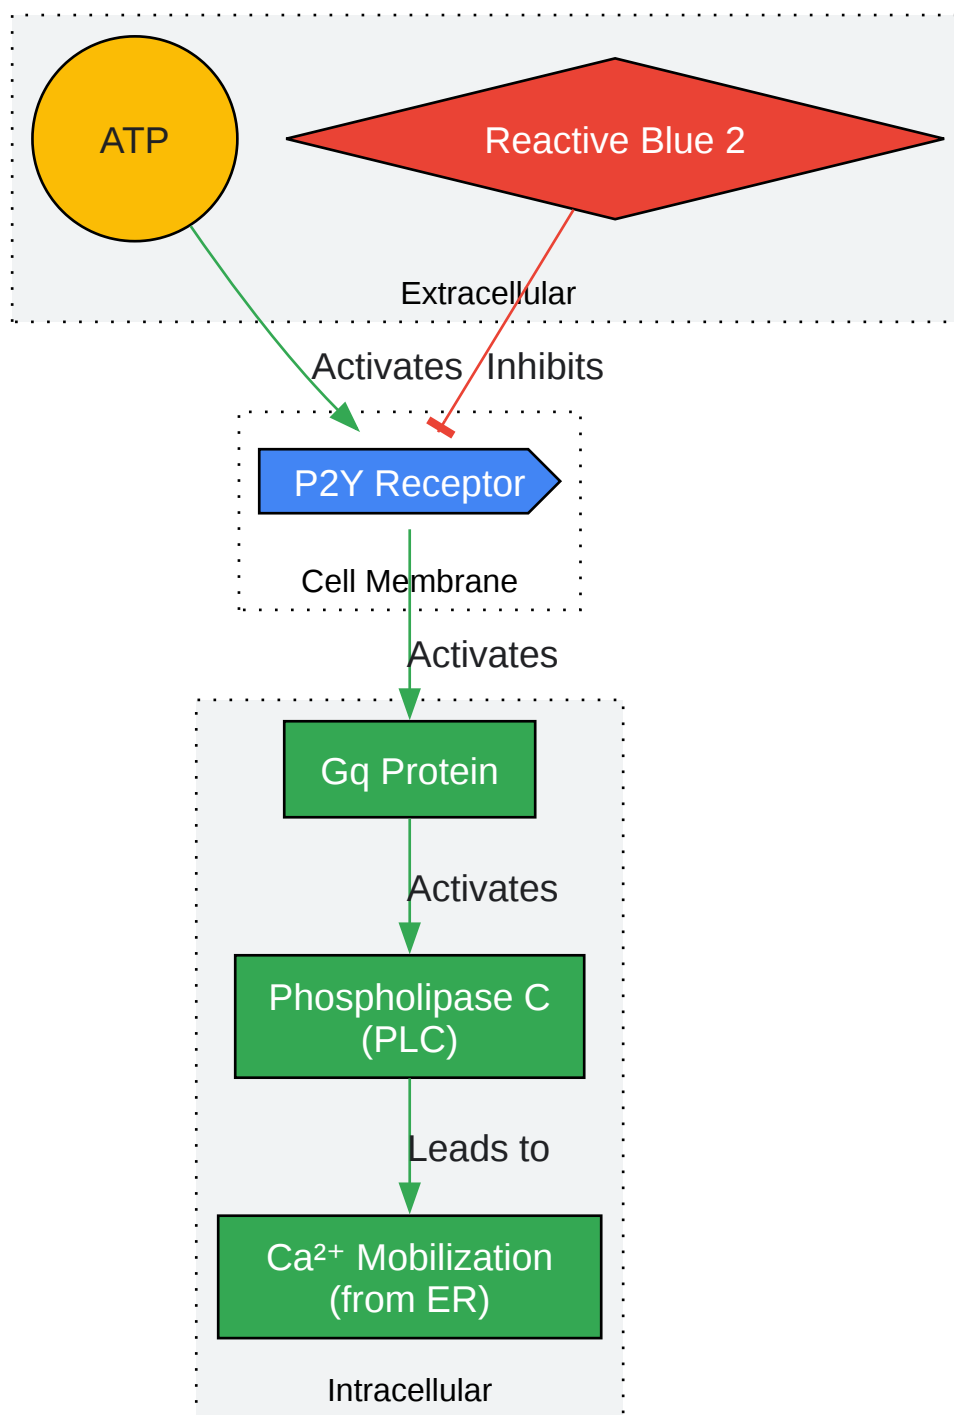 ATP
Reactive Blue 2
Extracellular
Activates
Inhibits
P2Y Receptor
Cell Membrane
Activates
Gq Protein
Activates
Phospholipase C
(PLC)
Leads to
Ca²⁺ Mobilization
(from ER)
Intracellular